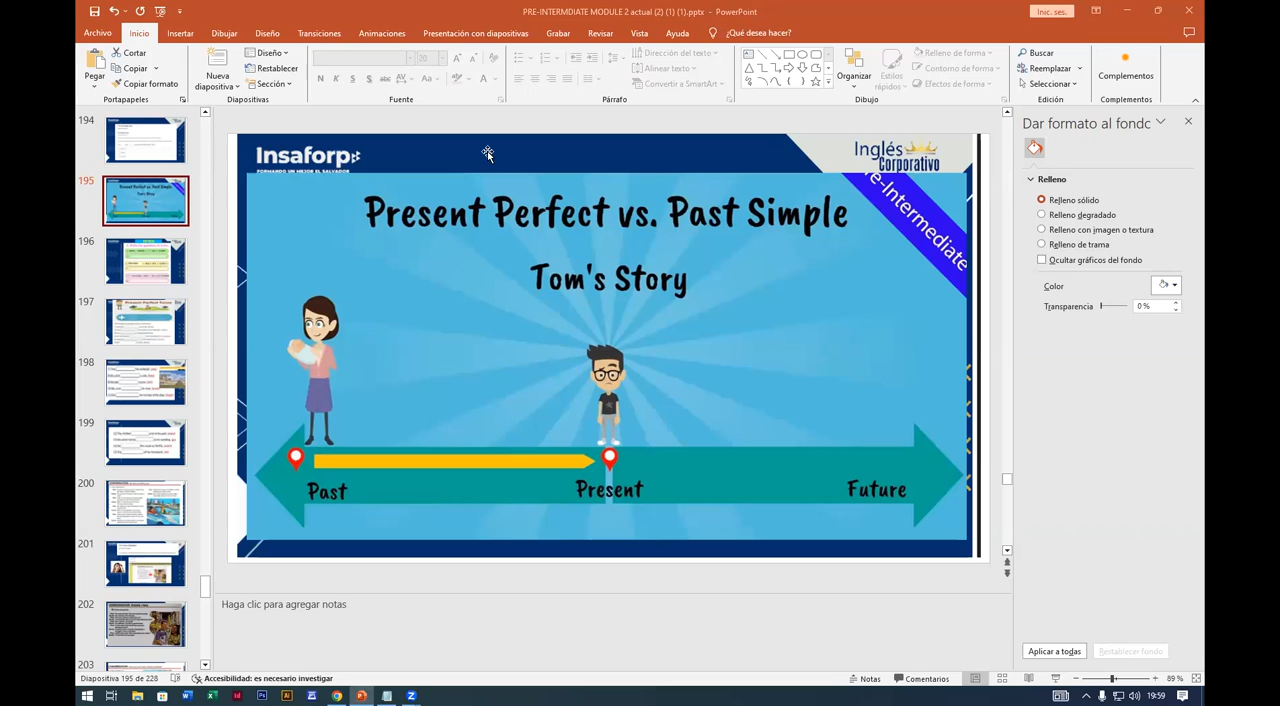 PRE-INTERMDIATE MODULE 2 actual (2) (1) (1).pptx - PowerPoint
Inic. ses.
Archivo Inicio Insertar Dibujar Diseño Transiciones Animaciones Presentación con diapositivas Grabar Revisar Vista Ayuda ¿Qué desea hacer?
Pegar
Cortar
Copiar
Copiar formato
Portapapeles
Nueva
diapositiva
Diseño
Restablecer
Sección
Diapositivas
20
Fuente
Dirección del texto
Alinear texto
Convertir a SmartArt
Párrafo
Organizar
Estilos
rápidos
Relleno de forma
Contorno de forma
Efectos de forma
Dibujo
Buscar
Reemplazar
Seleccionar
Edición
Complementos
Complementos
194
195
196
197
198
199
200
201
202
203
Insaforp
FORMANDO UN MEJOR EL SALVADOR
Inglés
Corporativo
Pre-Intermediate
Present Perfect vs. Past Simple
Tom's Story
Past
Present
Future
Haga clic para agregar notas
Dar formato al fondo
Relleno
Relleno sólido
Relleno degradado
Relleno con imagen o textura
Relleno de trama
Ocultar gráficos del fondo
Color
Transparencia
0 %
Aplicar a todas
Restablecer fondo
Diapositiva 195 de 228
Accesibilidad: es necesario investigar
Notas
Comentarios
89 %
19:59